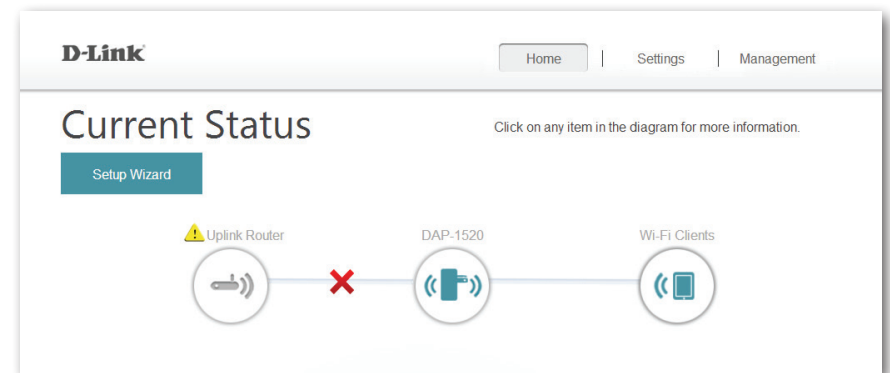 D-Link
Home | Settings | Management
Current Status
Click on any item in the diagram for more information.
Setup Wizard
Uplink Router
DAP-1520
Wi-Fi Clients